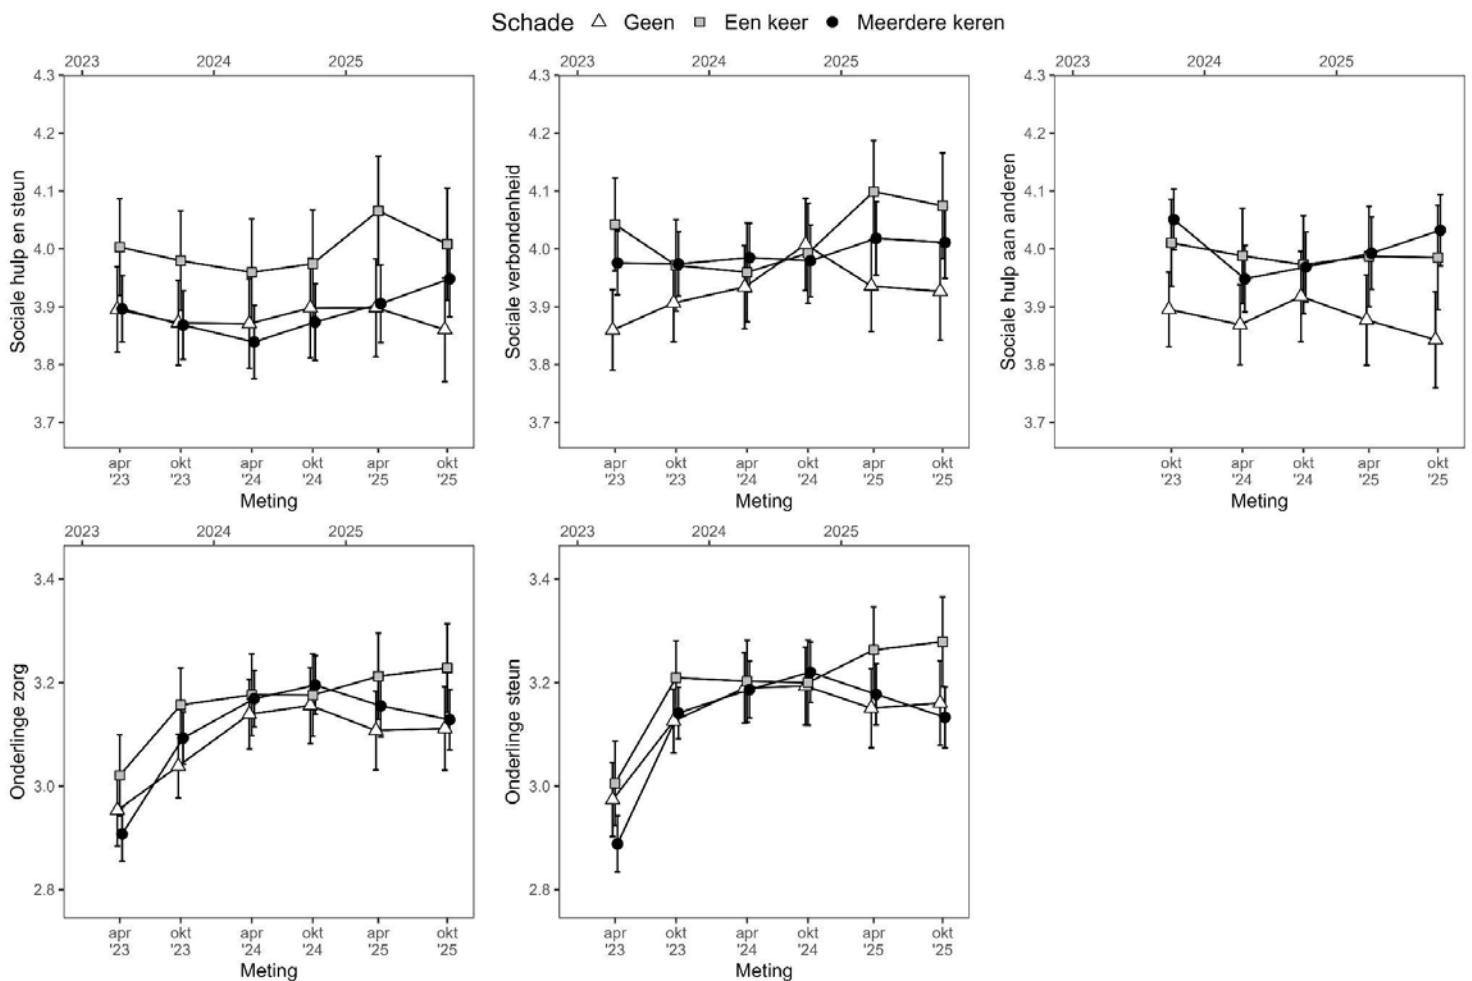 Schade Geen Een keer Meerdere keren
2023 2024 2025
4.3
4.2
4.1
4.0
3.9
3.8
3.7
Sociale hulp en steun
apr okt apr okt apr okt
'23 '23 '24 '24 '25 '25
Meting
2023 2024 2025
4.3
4.2
4.1
4.0
3.9
3.8
3.7
Sociale verbondenheid
apr okt apr okt apr okt
'23 '23 '24 '24 '25 '25
Meting
2023 2024 2025
4.3
4.2
4.1
4.0
3.9
3.8
3.7
Sociale hulp aan anderen
okt apr okt apr okt
'23 '24 '24 '25 '25
Meting
2023 2024 2025
3.4
3.2
3.0
2.8
Onderlinge zorg
apr okt apr okt apr okt
'23 '23 '24 '24 '25 '25
Meting
2023 2024 2025
3.4
3.2
3.0
2.8
Onderlinge steun
apr okt apr okt apr okt
'23 '23 '24 '24 '25 '25
Meting